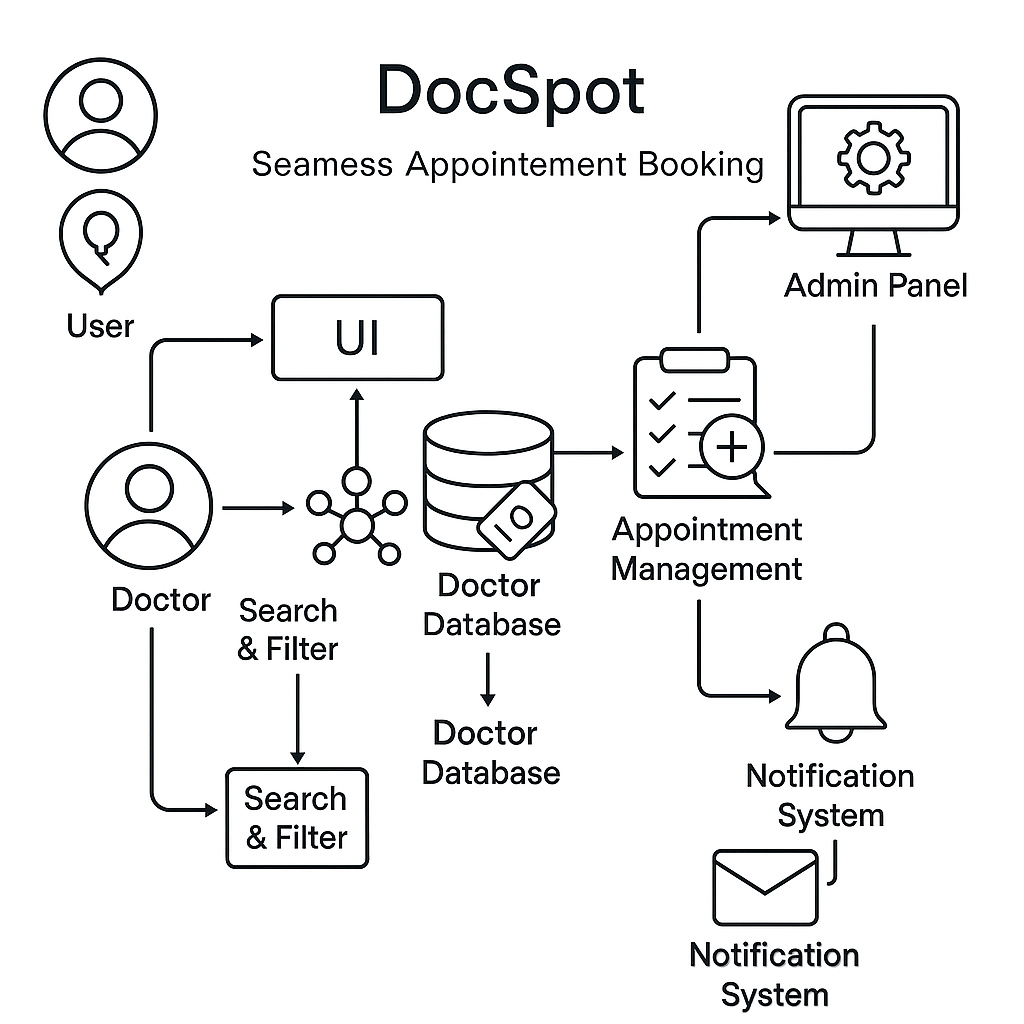 DocSpot
Seamess Appointement Booking
Admin Panel
User
UI
Appointment
Management
Doctor
Search
& Filter
Doctor
Database
Doctor
Database
Search
& Filter
Notification
System
Notification
System